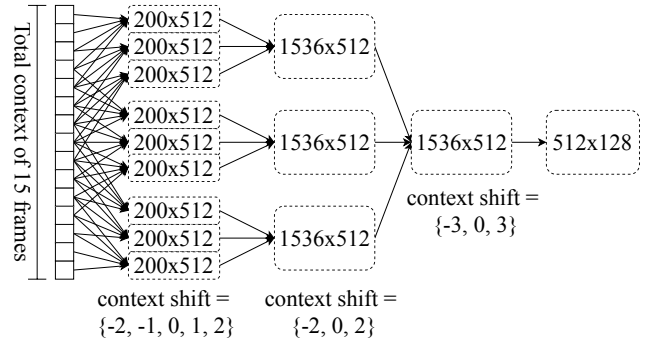 Total context of 15 frames
200x512
200x512
200x512
200x512
200x512
200x512
200x512
200x512
200x512
context shift =
{-2, -1, 0, 1, 2}
1536x512
1536x512
1536x512
context shift =
{-2, 0, 2}
1536x512
context shift =
{-3, 0, 3}
512x128